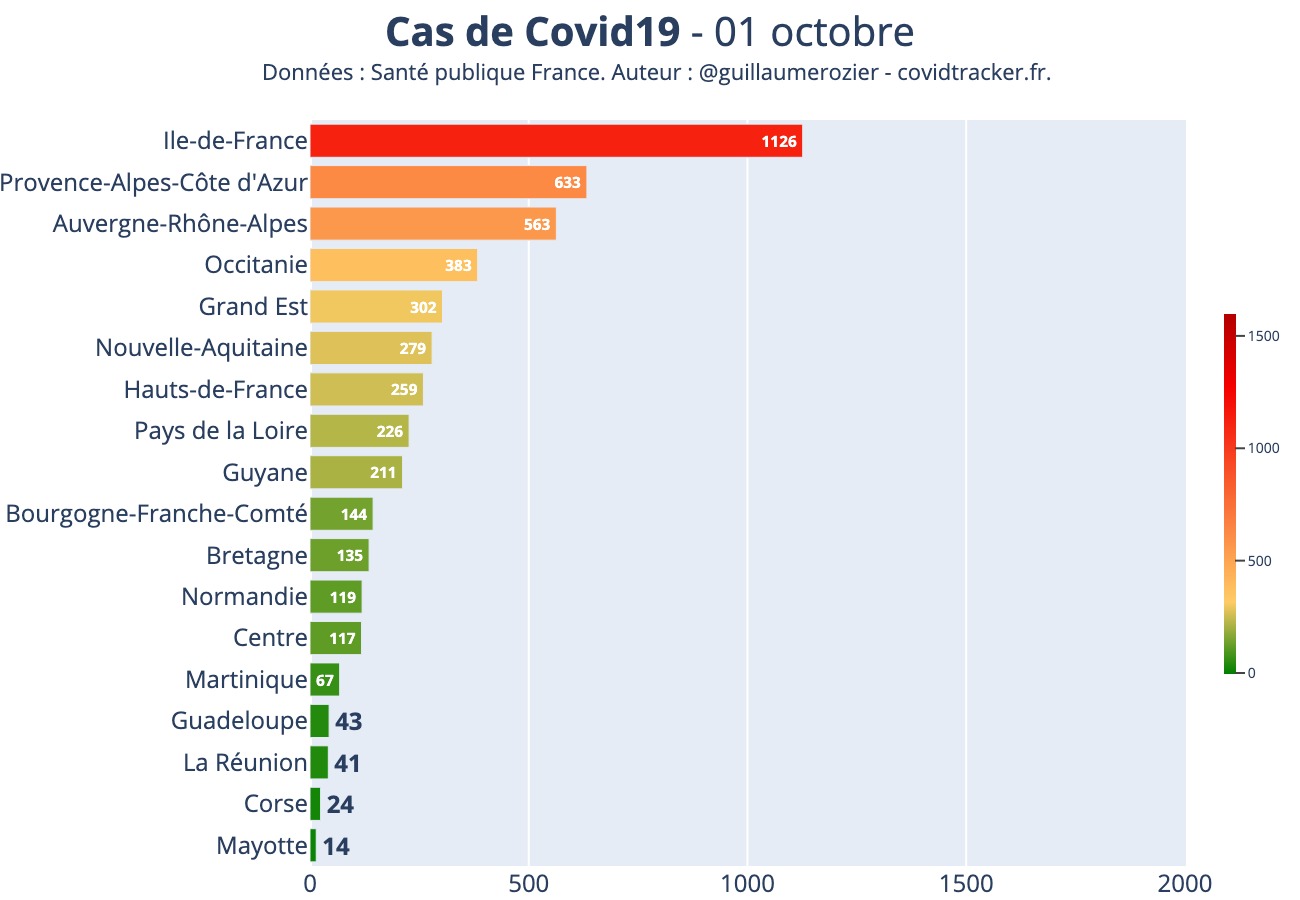 Cas de Covid19 - 01 octobre
Données : Santé publique France. Auteur : @guillaumerozier - covidtracker.fr.
Ile-de-France 1126
Provence-Alpes-Côte d'Azur 633
Auvergne-Rhône-Alpes 563
Occitanie 383
Grand Est 302
Nouvelle-Aquitaine 279
Hauts-de-France 259
Pays de la Loire 226
Guyane 211
Bourgogne-Franche-Comté 144
Bretagne 135
Normandie 119
Centre 117
Martinique 67
Guadeloupe 43
La Réunion 41
Corse 24
Mayotte 14
0 500 1000 1500 2000
1500
1000
500
0